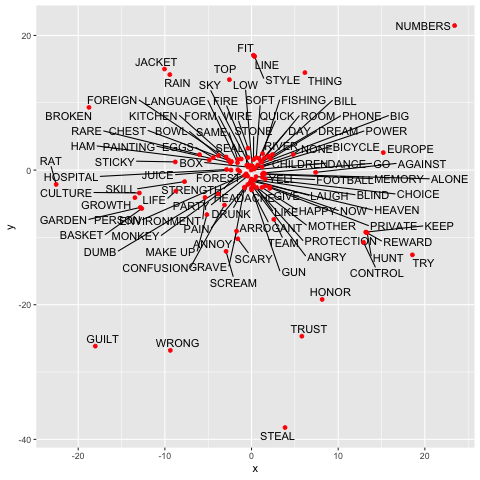 NUMBERS
20
FIT
LINE
JACKET
TOP
RAIN
STYLE
THING
SKY
LOW
FOREIGN
LANGUAGE
FIRE
SOFT
FISHING
BILL
BROKEN
KITCHEN
FORM
WIRE
QUICK
ROOM
PHONE
BIG
RARE
CHEST
BOWL
SAME
STONE
DAY
DREAM
POWER
HAM
PAINTING
EGGS
SEAL
RIVER
NONE
BICYCLE
EUROPE
RAT
STICKY
BOX
CHILDREN
DANCE
GO
AGAINST
0
HOSPITAL
JUICE
FOREST
YELL
FOOTBALL
MEMORY
ALONE
CULTURE
SKILL
STRENGTH
HEADACHE
GIVE
LAUGH
BLIND
CHOICE
GROWTH
LIFE
PARTY
DRUNK
LIKE
HAPPY
NOW
HEAVEN
GARDEN
PERSON
ENVIRONMENT
PAIN
ARROGANT
MOTHER
PRIVATE
KEEP
BASKET
MONKEY
ANNOY
TEAM
PROTECTION
REWARD
DUMB
MAKE UP
SCARY
ANGRY
HUNT
TRY
CONFUSION
GRAVE
GUN
CONTROL
SCREAM
HONOR
-20
TRUST
GUILT
WRONG
STEAL
-40
-20
-10
0
10
20
x
y